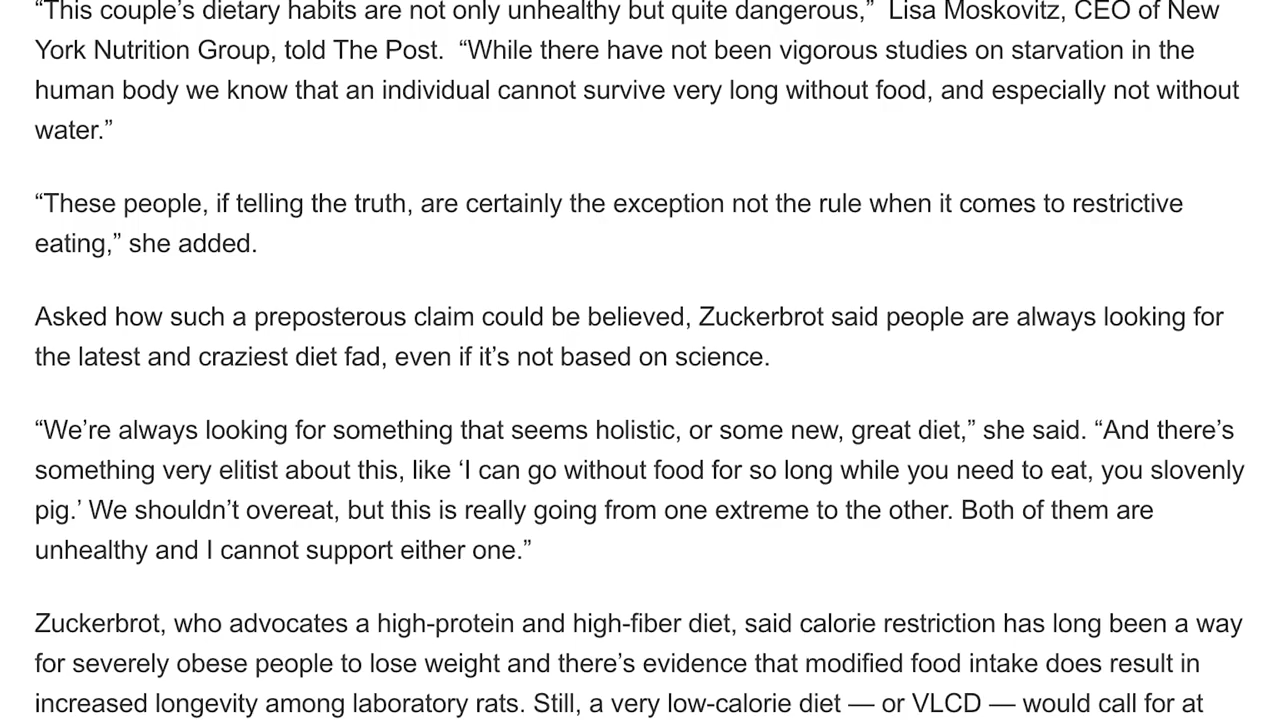 “This couple’s dietary habits are not only unhealthy but quite dangerous,”  Lisa Moskovitz, CEO of New
York Nutrition Group, told The Post.  “While there have not been vigorous studies on starvation in the
human body we know that an individual cannot survive very long without food, and especially not without
water.”
“These people, if telling the truth, are certainly the exception not the rule when it comes to restrictive
eating,” she added.
Asked how such a preposterous claim could be believed, Zuckerbrot said people are always looking for
the latest and craziest diet fad, even if it’s not based on science.
“We’re always looking for something that seems holistic, or some new, great diet,” she said. “And there’s
something very elitist about this, like ‘I can go without food for so long while you need to eat, you slovenly
pig.’ We shouldn’t overeat, but this is really going from one extreme to the other. Both of them are
unhealthy and I cannot support either one.”
Zuckerbrot, who advocates a high-protein and high-fiber diet, said calorie restriction has long been a way
for severely obese people to lose weight and there’s evidence that modified food intake does result in
increased longevity among laboratory rats. Still, a very low-calorie diet — or VLCD — would call for at